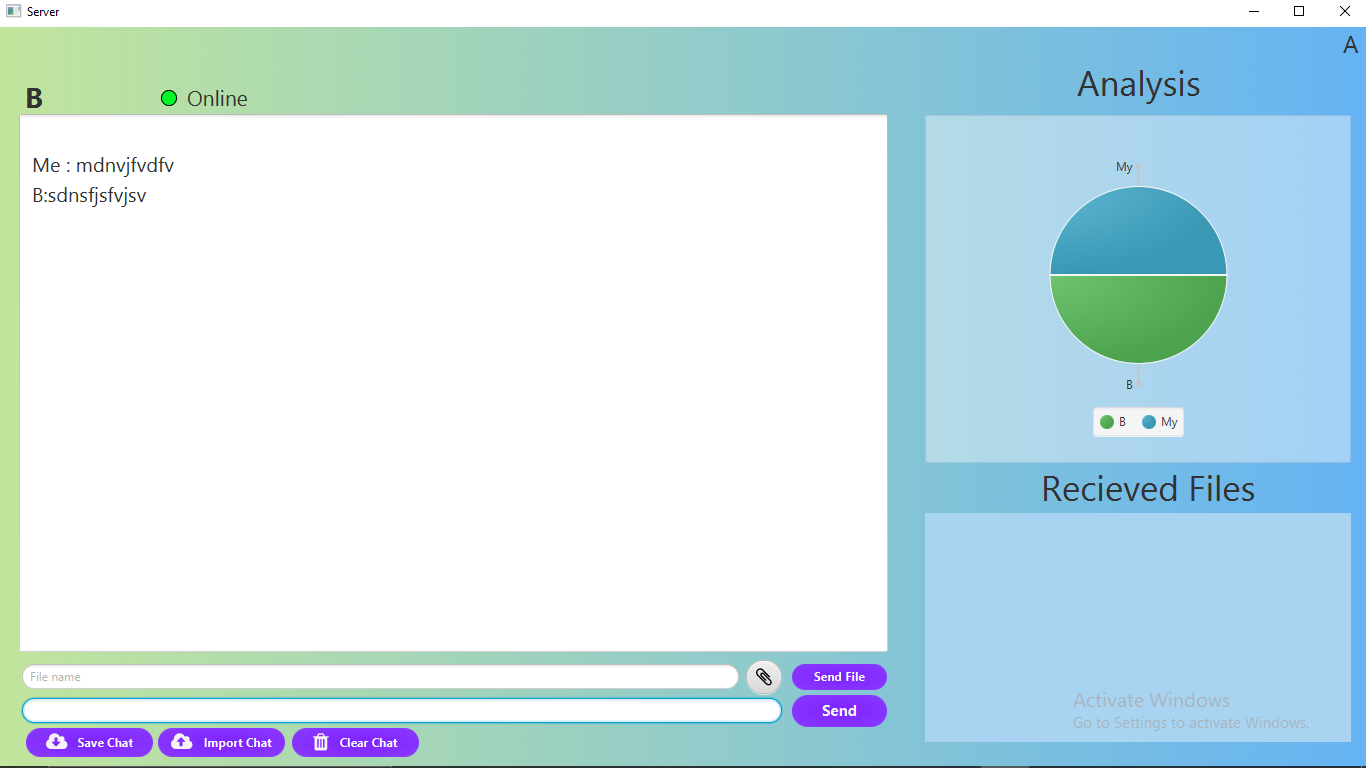 Server
A
B
Online
Me : mdnvjfvdfv
B:sdnsfjsfvjsv
File name
Send File
Send
Save Chat
Import Chat
Clear Chat
Analysis
My
B
B
My
Recieved Files
Activate Windows
Go to Settings to activate Windows.